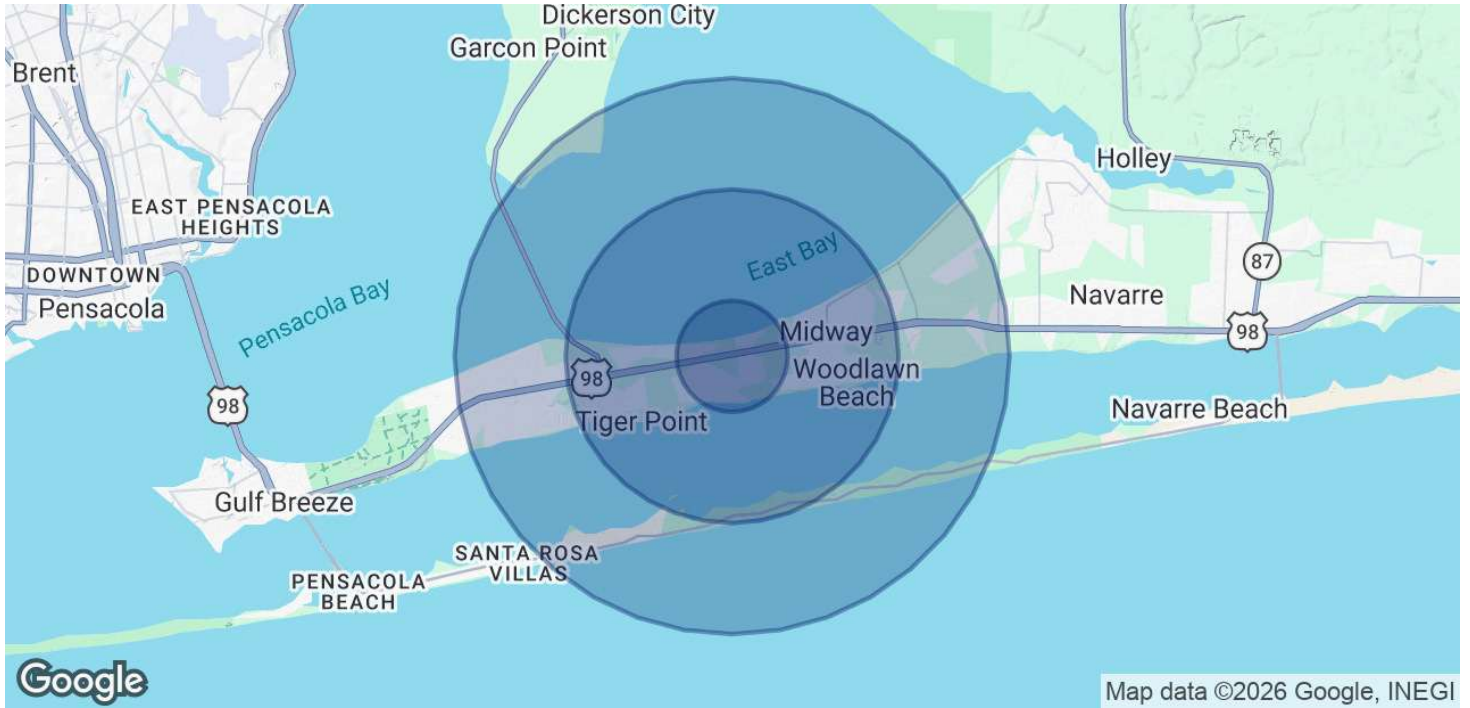 Dickerson City
Garcon Point
Brent
Holley
EAST PENSACOLA
HEIGHTS
East Bay
87
DOWNTOWN
Pensacola
Pensacola Bay
Navarre
98
Midway
98
Woodlawn
Beach
98
Tiger Point
Navarre Beach
Gulf Breeze
SANTA ROSA
VILLAS
PENSACOLA
BEACH
Google
Map data ©2026 Google, INEGI